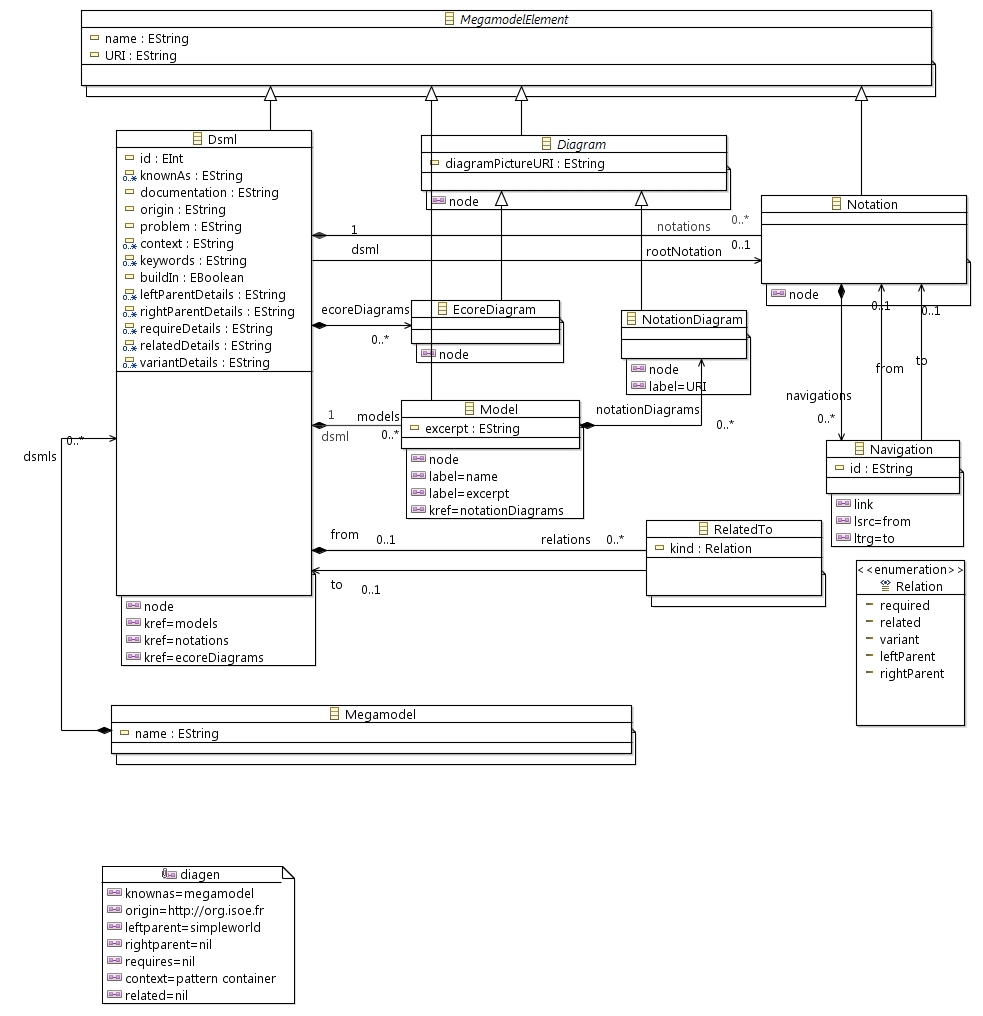 MegamodelElement
name : EString
URI : EString
Dsml
id : EInt
knownAs : EString
0..*
documentation : EString
origin : EString
problem : EString
context : EString
0..*
keywords : EString
0..*
buildIn : EBoolean
leftParentDetails : EString
0..*
rightParentDetails : EString
0..*
requireDetails : EString
0..*
relatedDetails : EString
0..*
variantDetails : EString
0..*
node
kref=models
kref=notations
kref=ecoreDiagrams
Diagram
diagramPictureURI : EString
node
Notation
node
1
notations
0..*
dsml
rootNotation
0..1
ecoreDiagrams
0..*
EcoreDiagram
node
NotationDiagram
node
label=URI
1
dsml
models
0..*
Model
excerpt : EString
node
label=name
label=excerpt
kref=notationDiagrams
notationDiagrams
0..*
0..1
0..1
from
to
navigations
0..*
Navigation
id : EString
link
lsrc=from
ltrg=to
0..*
dsmls
from
0..1
relations
0..*
to
0..1
RelatedTo
kind : Relation
<<enumeration>>
Relation
required
related
variant
leftParent
rightParent
Megamodel
name : EString
diagen
knownas=megamodel
origin=http://org.isoe.fr
leftparent=simpleworld
rightparent=nil
requires=nil
context=pattern container
related=nil